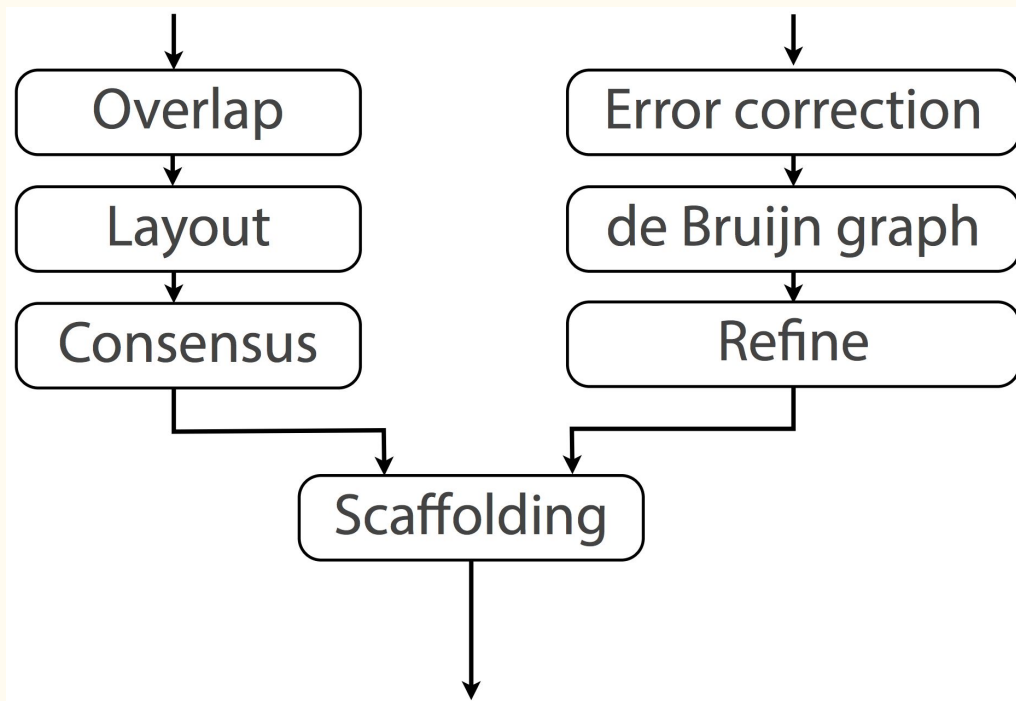 Overlap
Layout
Consensus
Error correction
de Bruijn graph
Refine
Scaffolding